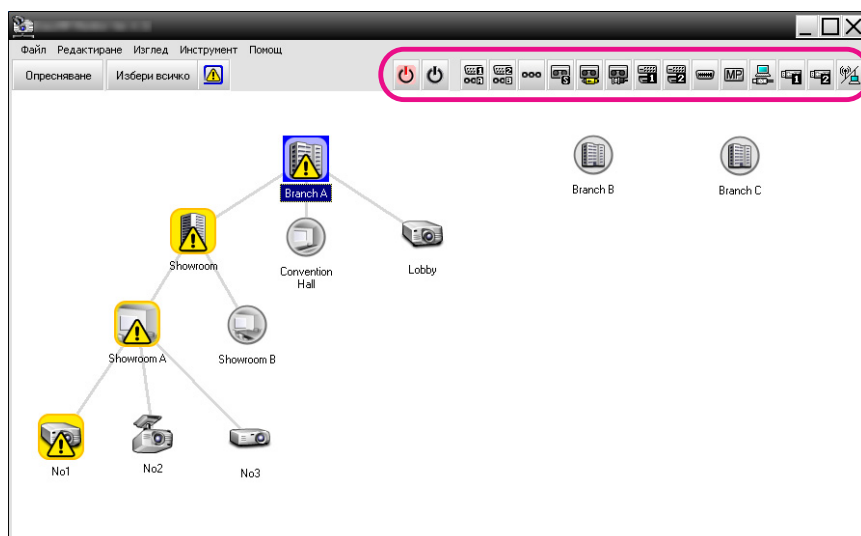 Файл Редактиране Изглед Инструмент Помощ
Опресняване Избери всичко
MP
Branch A
Branch B
Branch C
Showroom
Convention
Hall
Lobby
Showroom A
Showroom B
No1
No2
No3